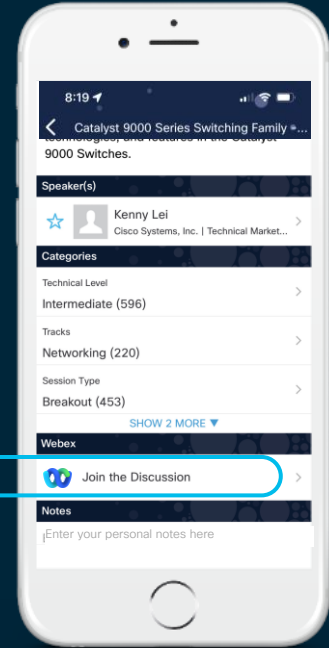 8:19
Catalyst 9000 Series Switching Family -...
technologies, and features in the Catalyst
9000 Switches.
Speaker(s)
Kenny Lei
Cisco Systems, Inc. | Technical Market...
Categories
Technical Level
Intermediate (596)
Tracks
Networking (220)
Session Type
Breakout (453)
SHOW 2 MORE ▼
Webex
Join the Discussion
Notes
Enter your personal notes here